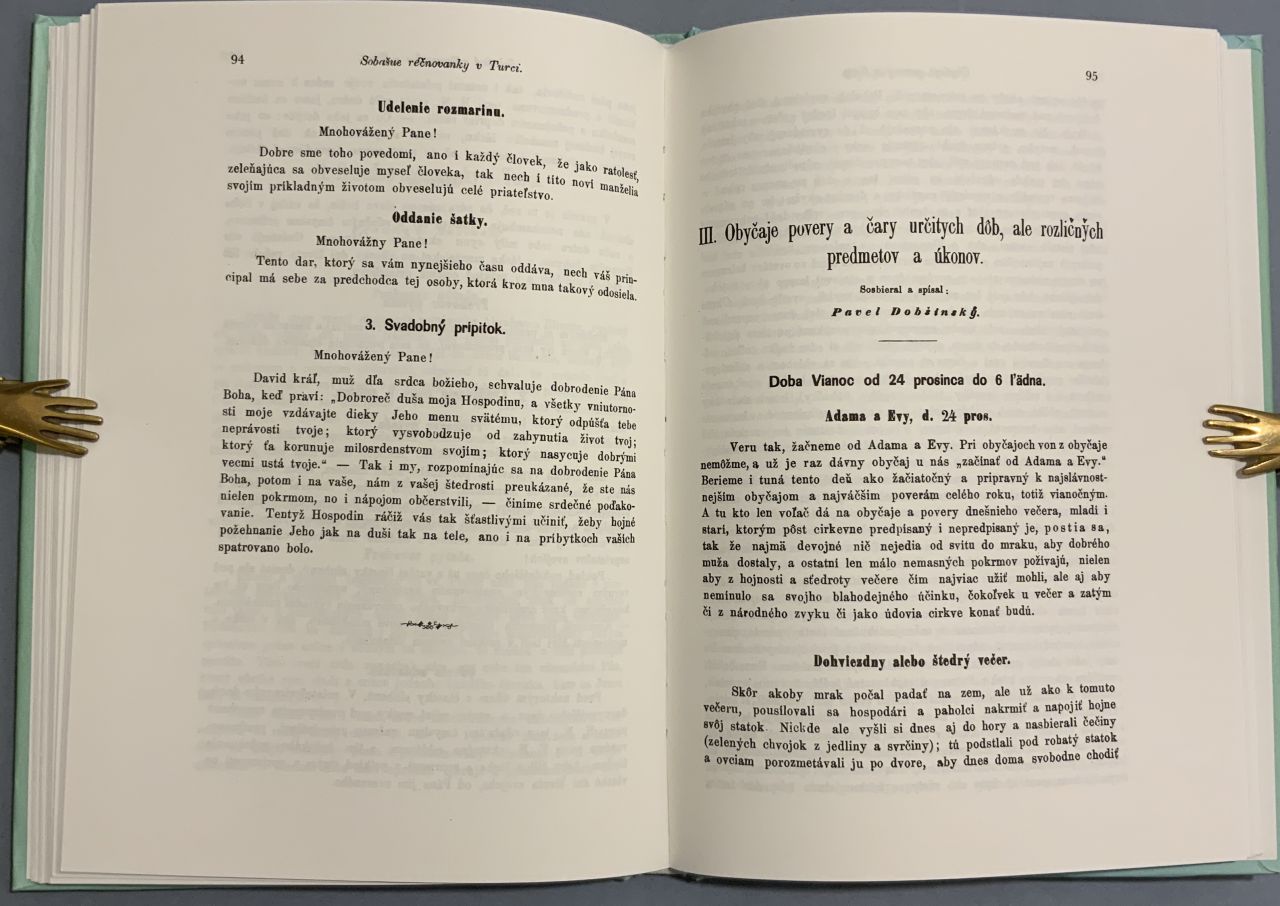 94
Sobašne réčnovanky v Turci.
Udelenie rozmarinu.
Mnohovážený Pane!
Dobre sme toho povedomí, ano i každý človek, že jako ratolesť,
zeleňajúca sa obveseluje myseľ človeka, tak nech i títo noví manželia
svojím príkladným životom obveselujú celé priateľstvo.
Oddanie šatky.
Mnohovážny Pane!
Tento dar, ktorý sa vám nynejšieho času oddáva, nech váš prin-
cipal má sebe za predchodca tej osoby, ktorá kroz mna takový odosiela.
3. Svadobný prípitok.
Mnohovážený Pane!
David kráľ, muž dľa srdca božieho, schvaluje dobrodenie Pána
Boha, keď praví: „Dobroreč duša moja Hospodinu, a všetky vniutorno-
sti moje vzdávajte dieky Jeho menu svätému, ktorý odpúšťa tebe
neprávosti tvoje; ktorý vysvobodzuje od zahynutia život tvoj;
ktorý ťa korunuje milosrdenstvom svojím; ktorý nasycuje dobrými
vecmi ustá tvoje.“ — Tak i my, rozpomínajúc sa na dobrodenie Pána
Boha, potom i na vaše, nám z vašej štedrosti preukázané, že ste nás
nielen pokrmom, no i nápojom občerstvili, — činíme srdečné poďako-
vanie. Tentýž Hospodin ráčiž vás tak šťastlivými učiniť, žeby hojné
požehnanie Jeho jak na duši tak na tele, ano i na príbytkoch vašich
spatrovano bolo.
95
III. Obyčaje povery a čary určitych dôb, ale rozličných
predmetov a úkonov.
Sosbieral a spísal:
Pavel Dobšinský.
Doba Vianoc od 24 prosinca do 6 ľädna.
Adama a Evy, d. 24 pros.
Veru tak, žačneme od Adama a Evy. Pri obyčajoch von z obyčaje
nemôžme, a už je raz dávny obyčaj u nás „začínať od Adama a Evy.“
Berieme i tuná tento deň ako žačiatočný a prípravný k najslávnost-
nejším obyčajom a najväčším poverám celého roku, totiž vianočným.
A tu kto len voľač dá na obyčaje a povery dnešnieho večera, mladí i
starí, ktorým pôst cirkevne predpísaný i nepredpísaný je, postia sa,
tak že najmä devojné nič nejedia od svitu do mraku, aby dobrého
muža dostaly, a ostatní len málo nemasných pokrmov požívajú, nielen
aby z hojnosti a sťedroty večere čím najviac užiť mohli, ale aj aby
neminulo sa svojho blahodejného účinku, čokoľvek u večer a zatým
či z národného zvyku či jako údovia cirkve konať budú.
Dohviezdny alebo štedrý večer.
Skôr akoby mrak počal padať na zem, ale už ako k tomuto
večeru, pousilovali sa hospodári a paholci nakrmiť a napojiť hojne
svôj statok. Nickde ale vyšli si dnes aj do hory a nasbierali čečiny
(zelených chvojok z jedliny a svrčiny); tú podstlali pod rohatý statok
a ovciam porozmetávali ju po dvore, aby dnes doma svobodne chodiť